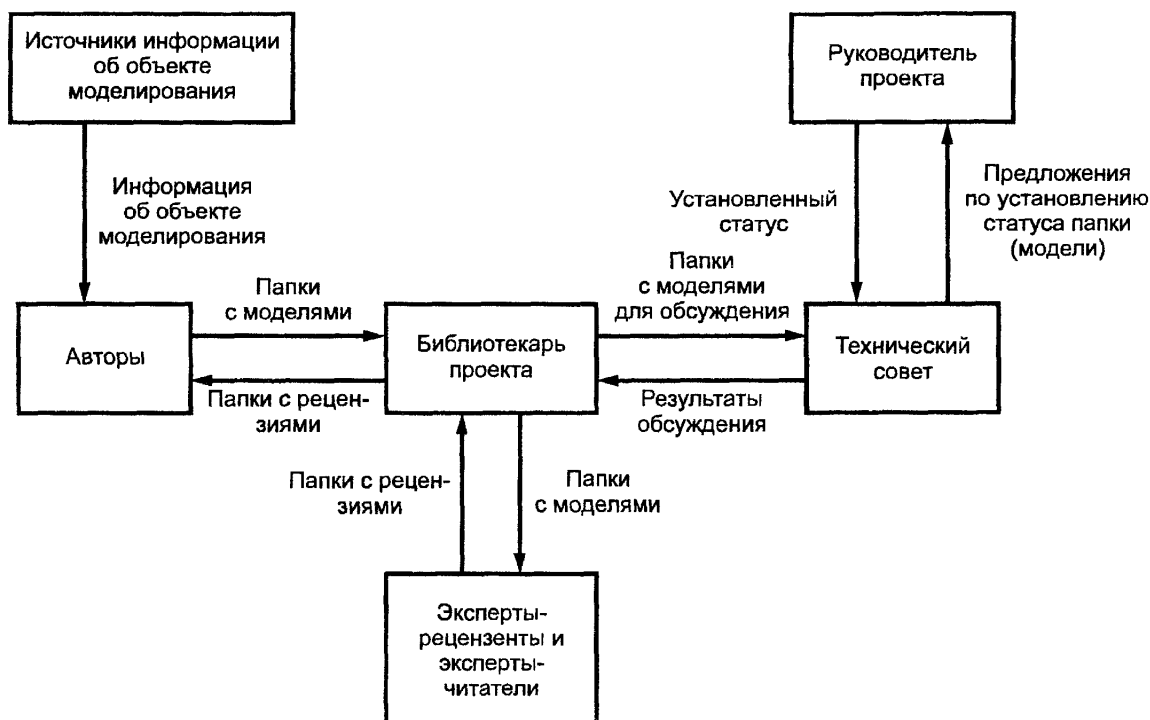 Источники информации
об объекте
моделирования
Руководитель
проекта
Информация
об объекте
моделирования
Установленный
статус
Предложения
по установлению
статуса папки
(модели)
Папки
с моделями
Папки
с моделями
для обсуждения
Авторы
Библиотекарь
проекта
Технический
совет
Папки с рецен-
зиями
Результаты
обсуждения
Папки с рецен-
зиями
Папки
с моделями
Эксперты-
рецензенты и
эксперты-
читатели